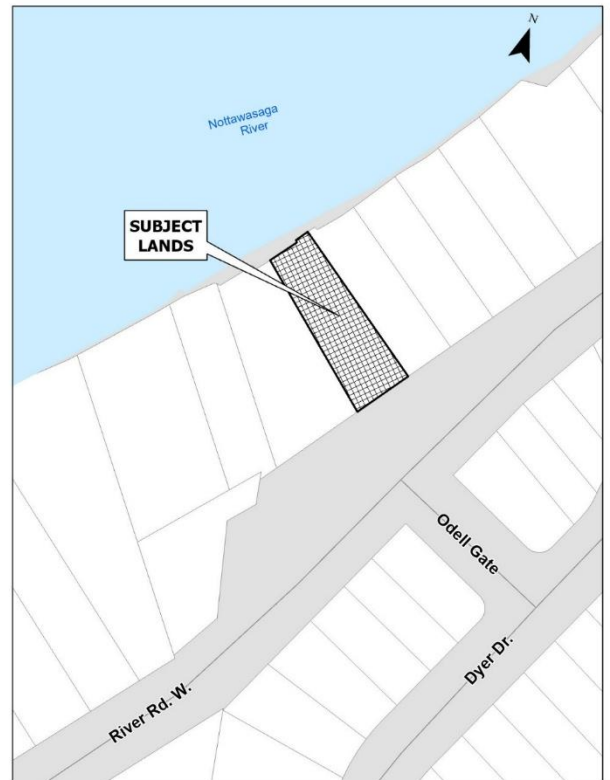 N
Nottawasaga
River
SUBJECT
LANDS
Odell Gate
Dyer Dr.
River Rd. W.